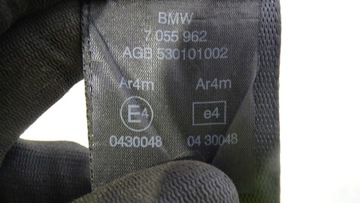 BMW
7 055 962
AGB 530101002
Ar4m Ar4m
E4 e4
0430048 04 30048